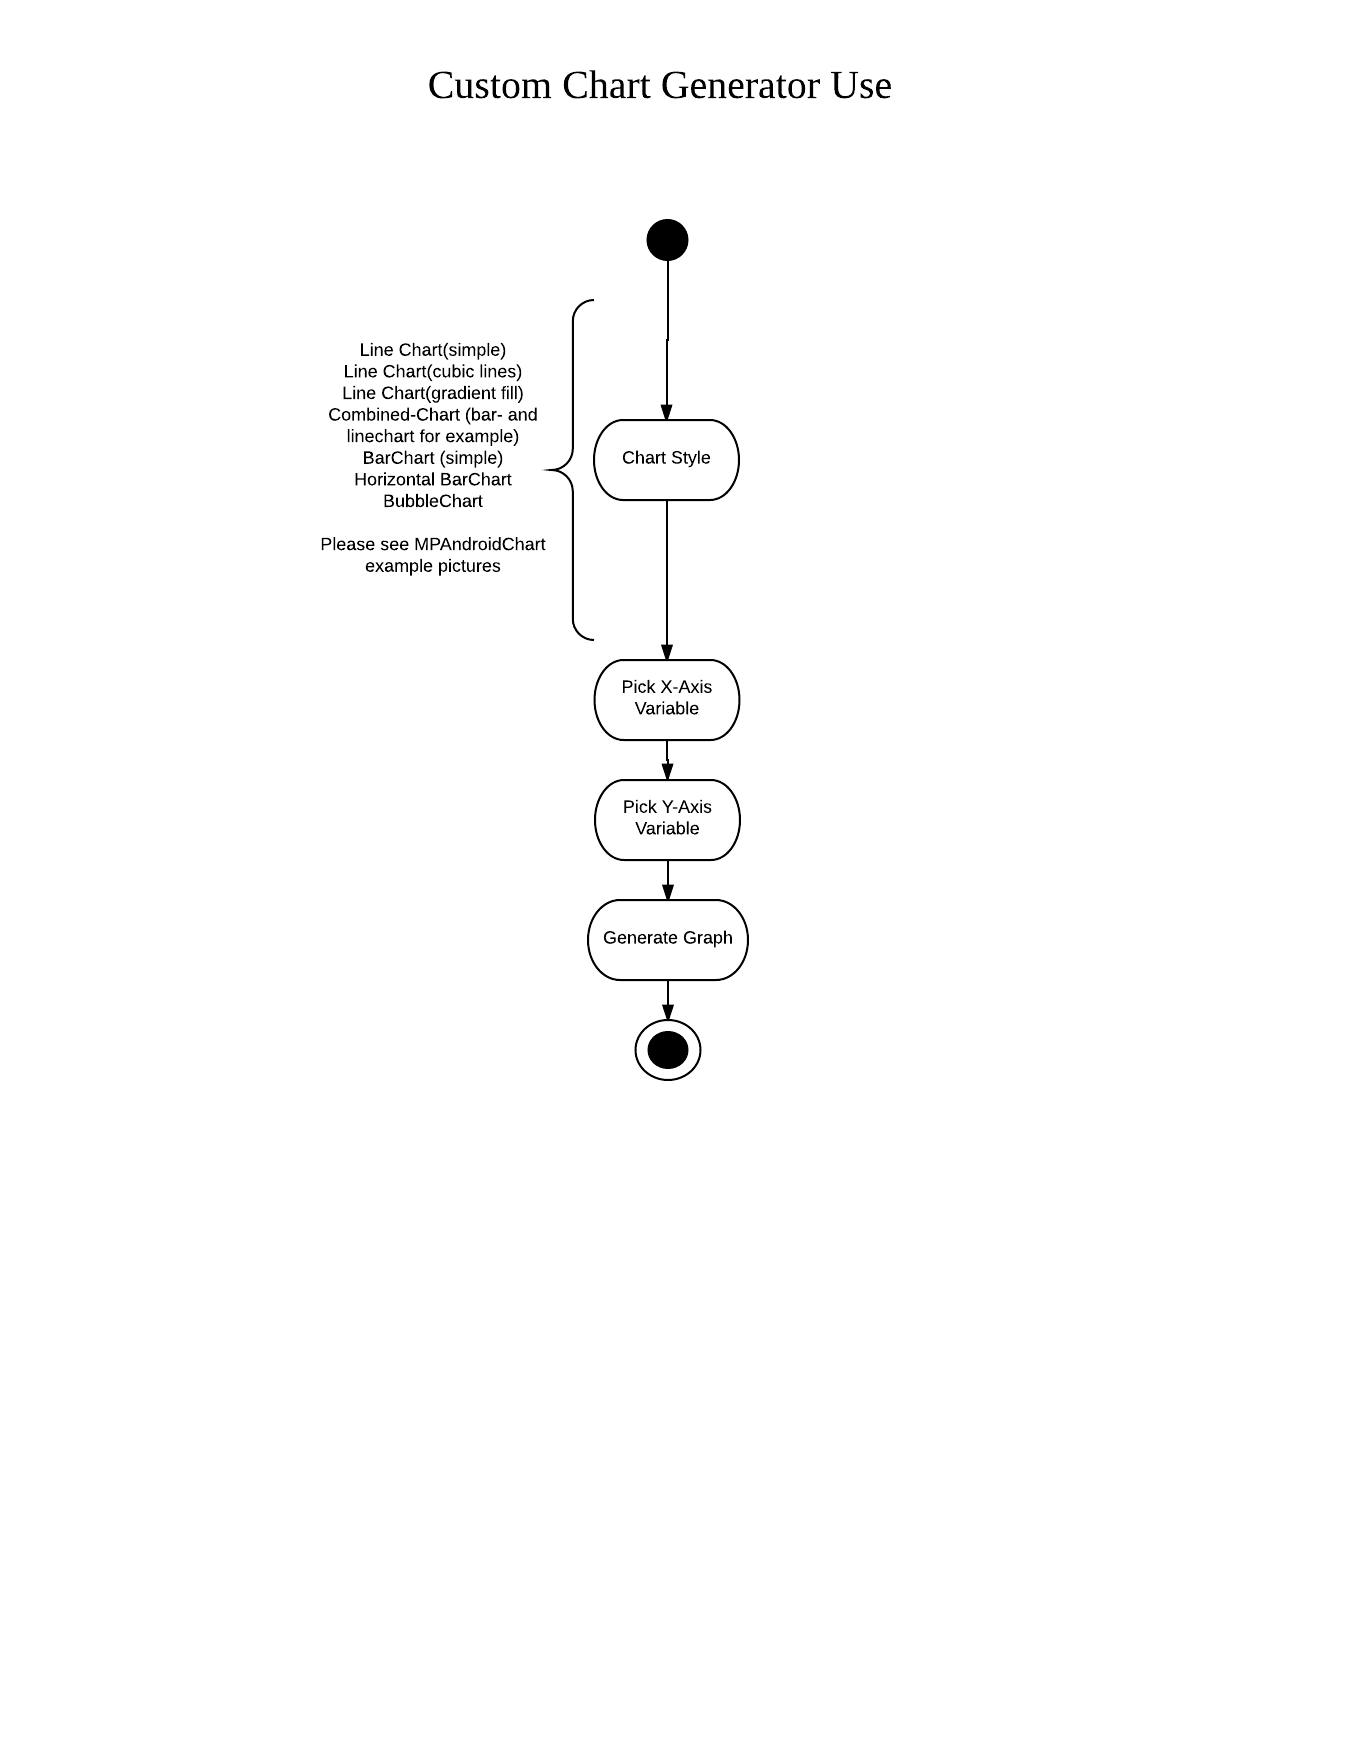 Custom Chart Generator Use
Line Chart(simple)
Line Chart(cubic lines)
Line Chart(gradient fill)
Combined-Chart (bar- and
linechart for example)
BarChart (simple)
Horizontal BarChart
BubbleChart
Please see MPAndroidChart
example pictures
Chart Style
Pick X-Axis
Variable
Pick Y-Axis
Variable
Generate Graph